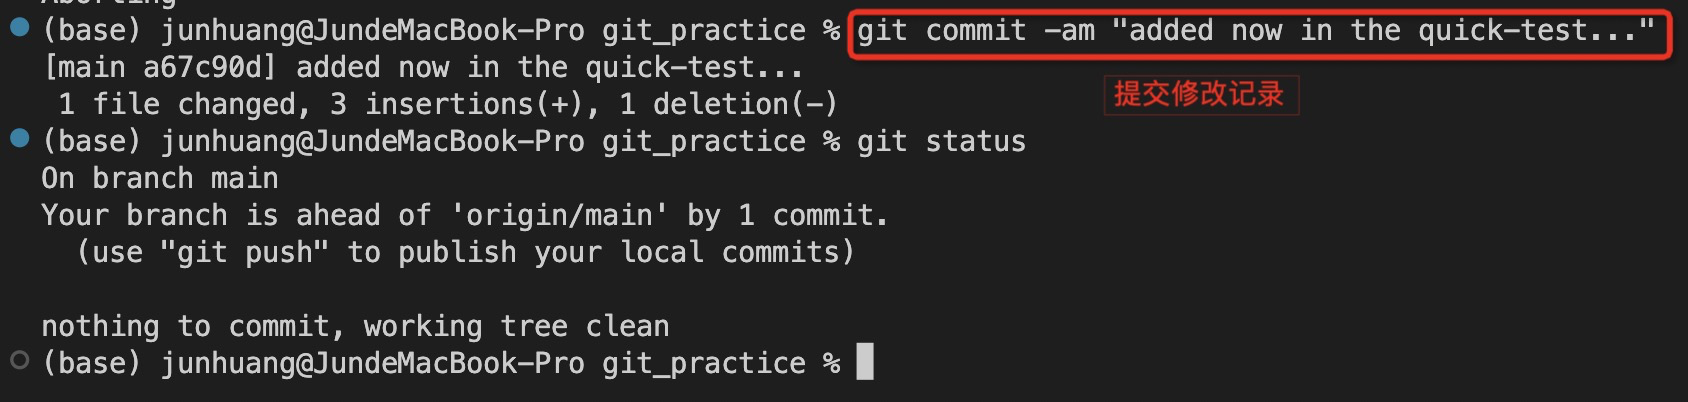 Aborting
(base) junhuang@JundeMacBook-Pro git_practice % git commit -am "added now in the quick-test..."
[main a67c90d] added now in the quick-test...
提交修改记录
 1 file changed, 3 insertions(+), 1 deletion(-)
(base) junhuang@JundeMacBook-Pro git_practice % git status
On branch main
Your branch is ahead of 'origin/main' by 1 commit.
  (use "git push" to publish your local commits)

nothing to commit, working tree clean
(base) junhuang@JundeMacBook-Pro git_practice %